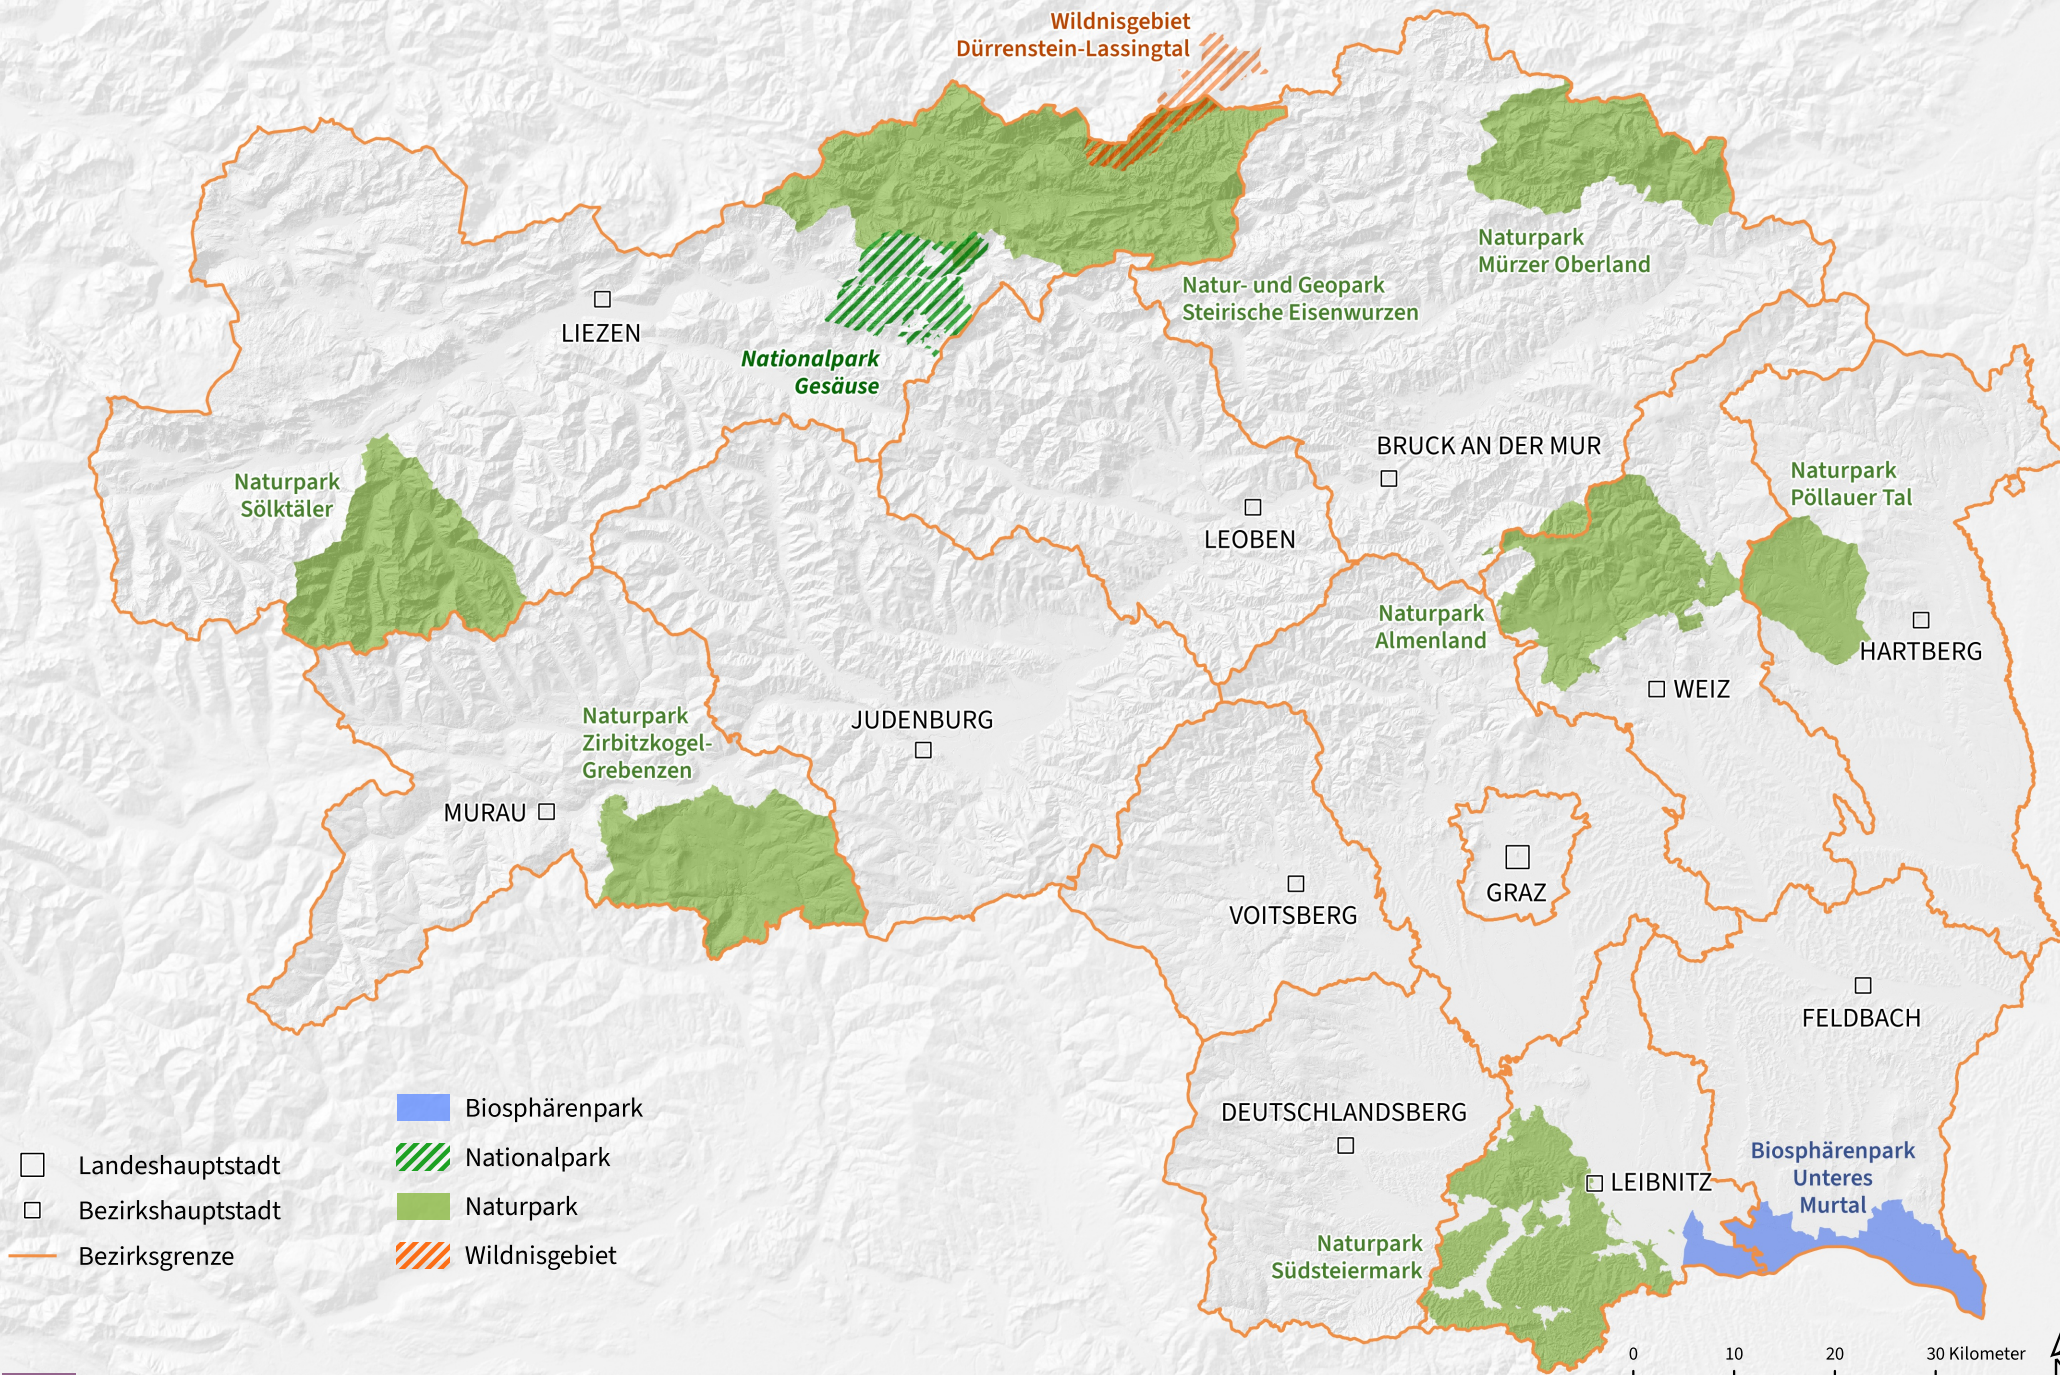 Wildnisgebiet
Dürrenstein-Lassingtal
Naturpark
Mürzer Oberland
Natur- und Geopark
Steirische Eisenwurzen
LIEZEN
Nationalpark
Gesäuse
BRUCK AN DER MUR
Naturpark
Pöllauer Tal
Naturpark
Sölktäler
LEOBEN
Naturpark
Almenland
HARTBERG
WEIZ
Naturpark
Zirbitzkogel-
Grebenzen
JUDENBURG
MURAU
GRAZ
VOITSBERG
FELDBACH
DEUTSCHLANDSBERG
LEIBNITZ
Biosphärenpark
Unteres
Murtal
Naturpark
Südsteiermark
Landeshauptstadt
Bezirkshauptstadt
Bezirksgrenze
Biosphärenpark
Nationalpark
Naturpark
Wildnisgebiet
0 10 20 30 Kilometer